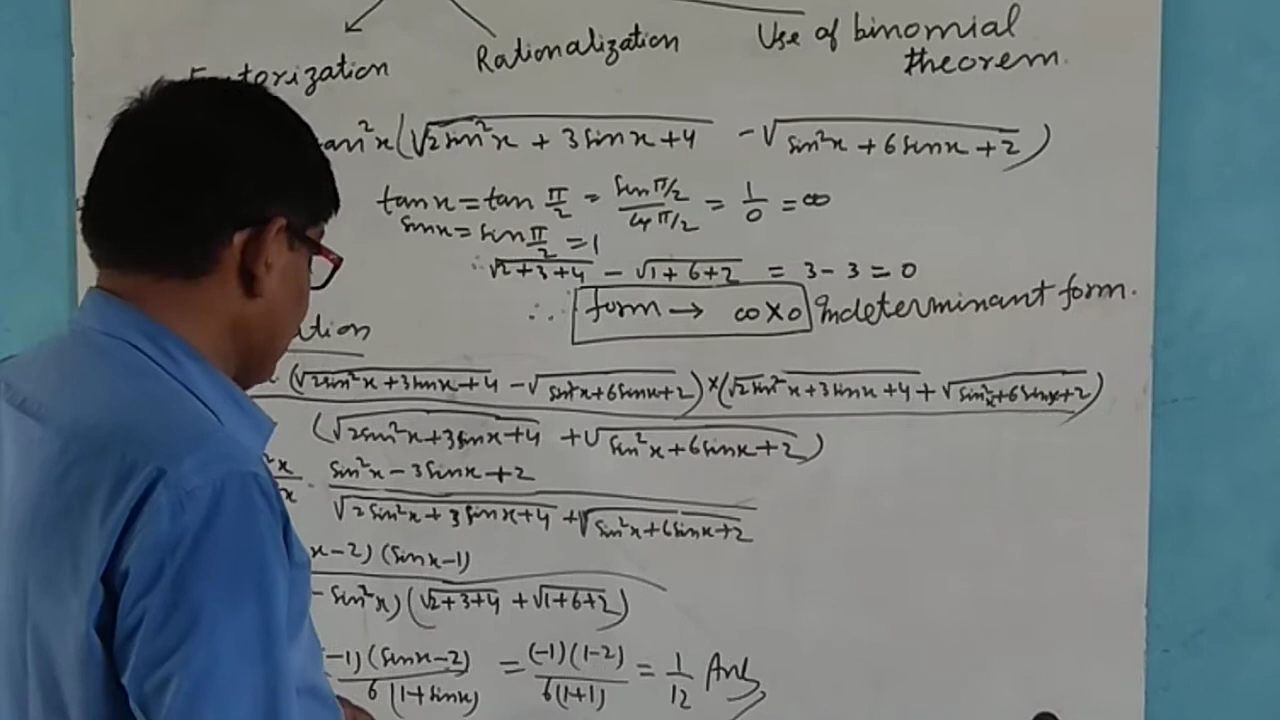 Factorization Rationalization Use of binomial
theorem.
tan²x(√2sin²x + 3sinx+4 - √sin²x + 6sinx+2)
tanx = tan π/2 = sin π/2 / cos π/2 = 1/0 = ∞
sinx = sin π/2 = 1
∴ √2+3+4 - √1+6+2 = 3-3 = 0
∴ form → ∞×0 Indeterminant form.
(√2sin²x+3sinx+4 - √sin²x+6sinx+2)×(√2sin²x+3sinx+4 + √sin²x+6sinx+2)
(√2sin²x+3sinx+4 + √sin²x+6sinx+2)
²x / x · sin²x-3sinx+2
√2sin²x+3sinx+4 + √sin²x+6sinx+2
x-2)(sinx-1)
-sin²x)(√2+3+4 + √1+6+2)
-1)(sinx-2) / 6(1+sinx) = (-1)(1-2) / 6(1+1) = 1/12 Ans